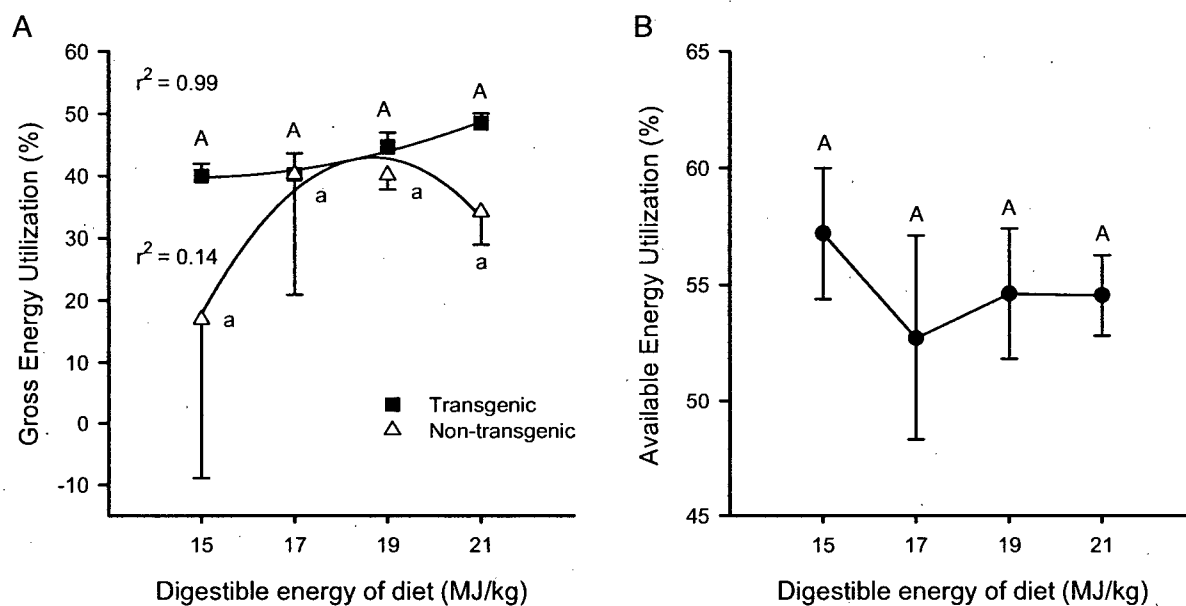 A
Gross Energy Utilization (%)
60
50
40
30
20
10
0
-10
r² = 0.99
r² = 0.14
A
A
A
A
a
a
a
a
Transgenic
Non-transgenic
15
17
19
21
Digestible energy of diet (MJ/kg)
B
Available Energy Utilization (%)
65
60
55
50
45
A
A
A
A
15
17
19
21
Digestible energy of diet (MJ/kg)